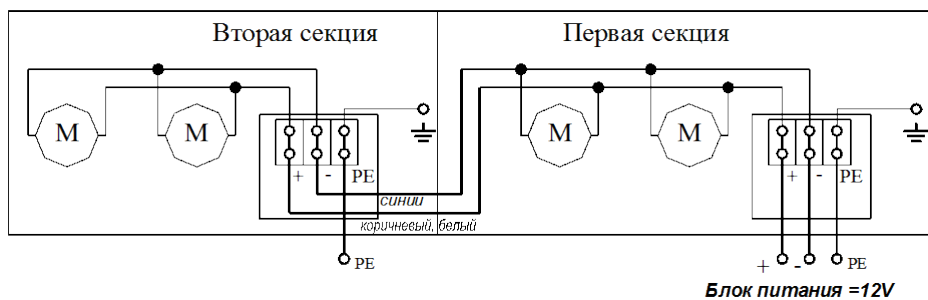 Вторая секция
Первая секция
M
M
M
M
+ - PE
+ - PE
синий
коричневый, белый
PE
+ - PE
Блок питания =12V